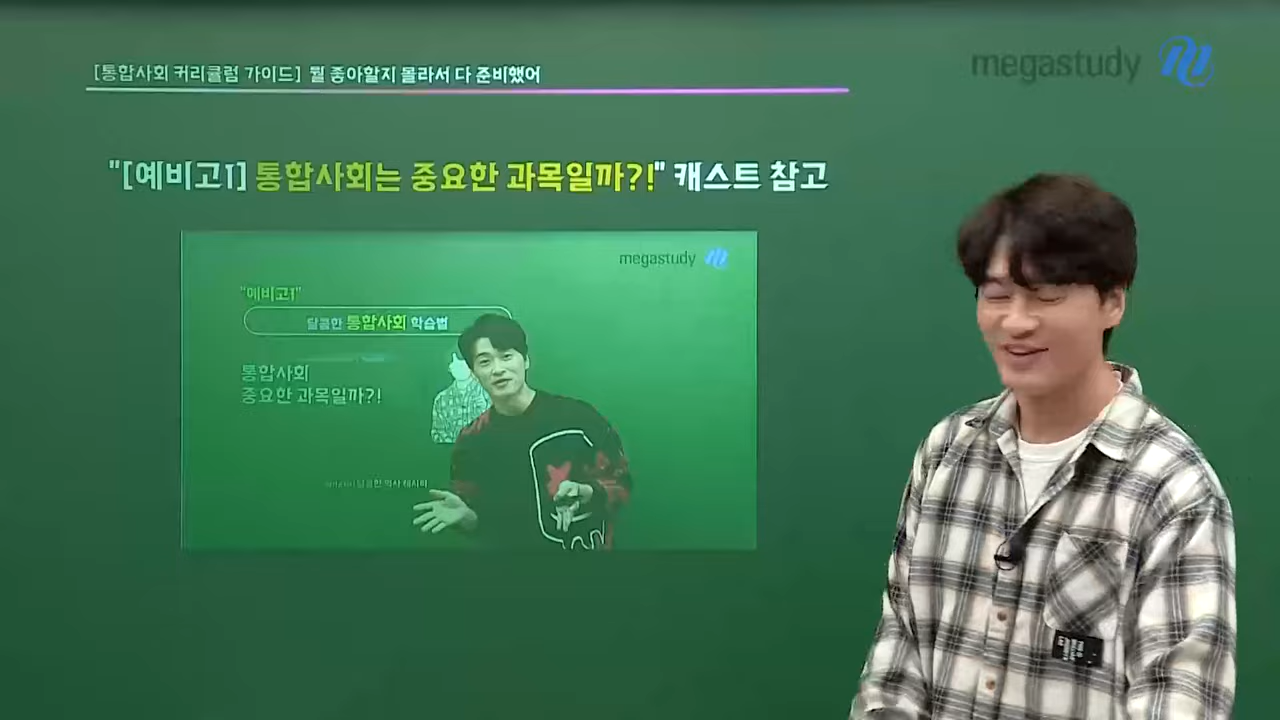 [통합사회 커리큘럼 가이드] 뭘 좋아할지 몰라서 다 준비했어
megastudy
"[예비고1] 통합사회는 중요한 과목일까?!" 캐스트 참고
megastudy
"예비고1"
달콤한 통합사회 학습법
통합사회
중요한 과목일까?!